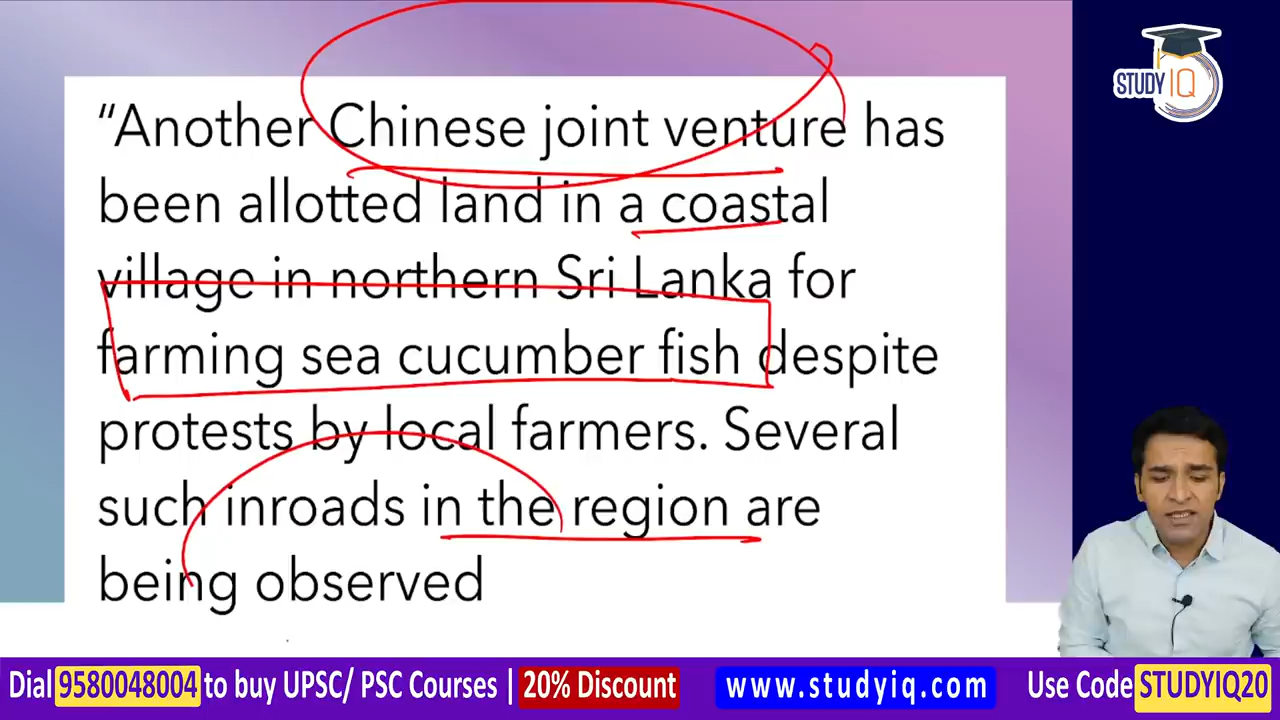 “Another Chinese joint venture has
been allotted land in a coastal
village in northern Sri Lanka for
farming sea cucumber fish despite
protests by local farmers. Several
such inroads in the region are
being observed
STUDY IQ
Dial 9580048004 to buy UPSC/ PSC Courses | 20% Discount www.studyiq.com Use Code STUDYIQ20